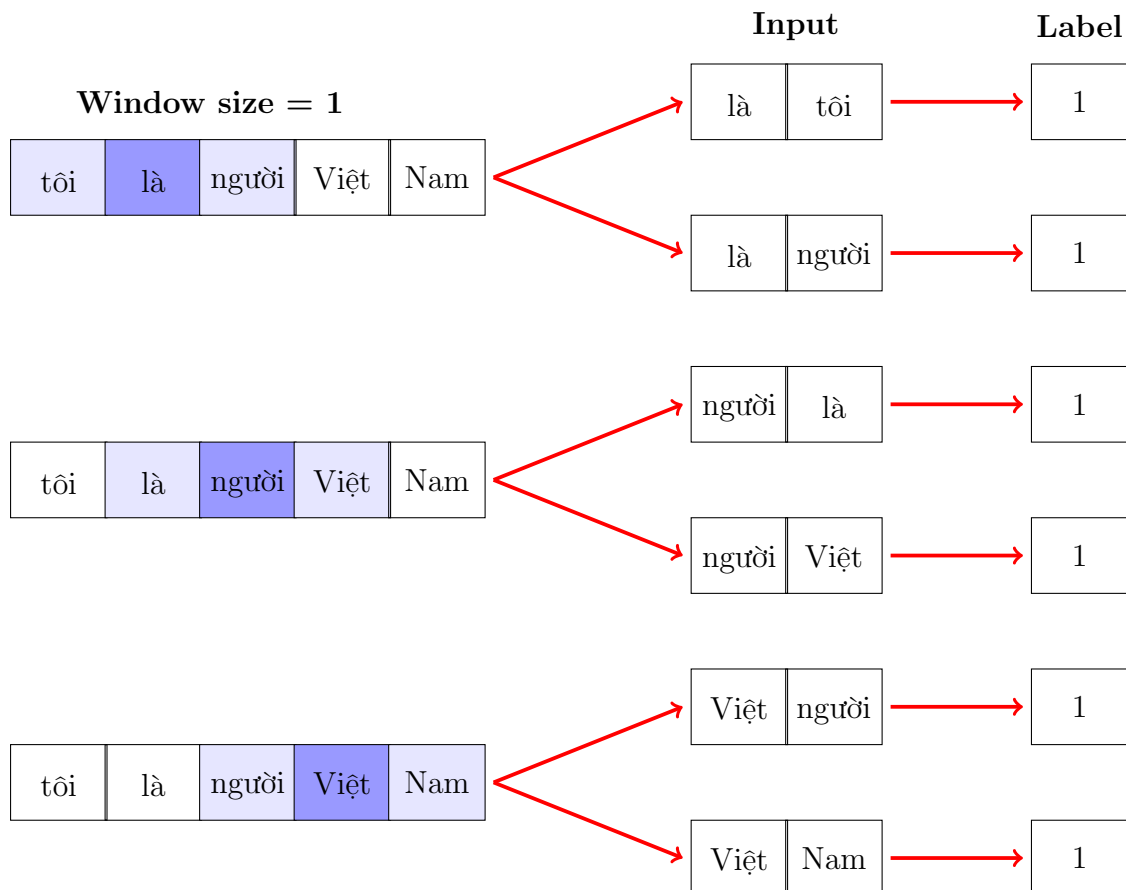 Input Label
là tôi 1
Window size = 1
tôi là người Việt Nam
là người 1
người là 1
tôi là người Việt Nam
người Việt 1
Việt người 1
tôi là người Việt Nam
Việt Nam 1